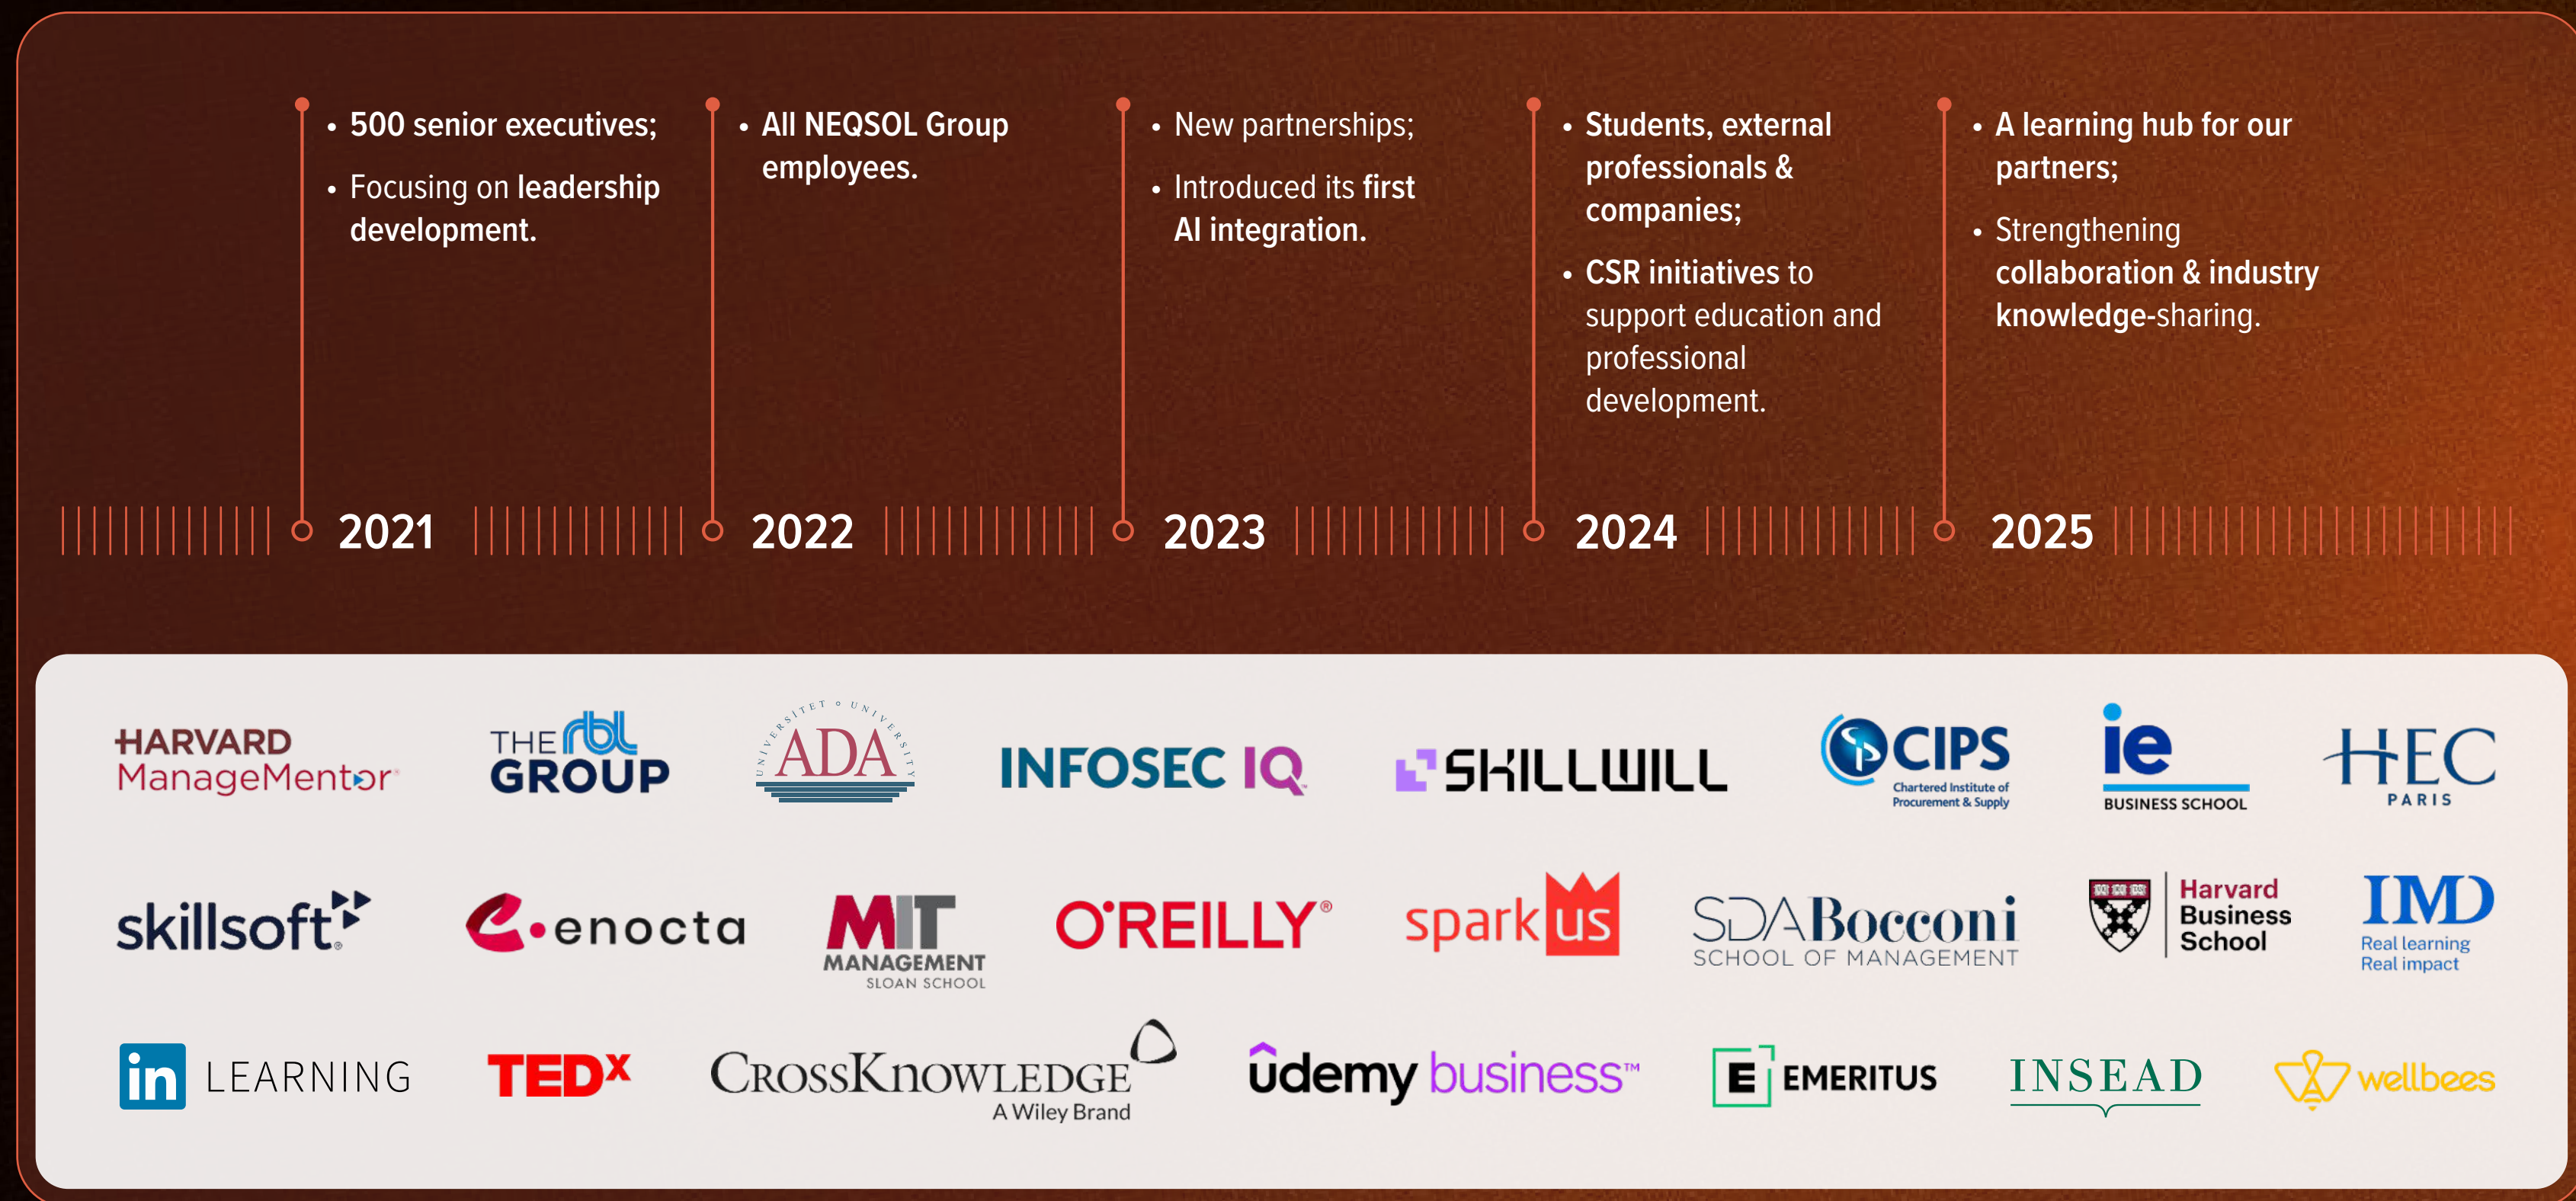 • 500 senior executives;
• Focusing on leadership
development.
• All NEQSOL Group
employees.
• New partnerships;
• Introduced its first
AI integration.
• Students, external
professionals &
companies;
• CSR initiatives to
support education and
professional
development.
• A learning hub for our
partners;
• Strengthening
collaboration & industry
knowledge-sharing.
2021
2022
2023
2024
2025
HARVARD
ManageMentor®
THE rbl
GROUP
UNIVERSITET ◦ UNIVERSITY
ADA
INFOSEC IQ™
SKILLWILL
CIPS
Chartered Institute of
Procurement & Supply
ie
BUSINESS SCHOOL
HEC
PARIS
skillsoft®
enocta
MIT
MANAGEMENT
SLOAN SCHOOL
O'REILLY®
spark us
SDA Bocconi
SCHOOL OF MANAGEMENT
Harvard
Business
School
IMD
Real learning
Real impact
in LEARNING
TEDx
CROSSKNOWLEDGE
A Wiley Brand
ûdemy business™
E EMERITUS
INSEAD
wellbees